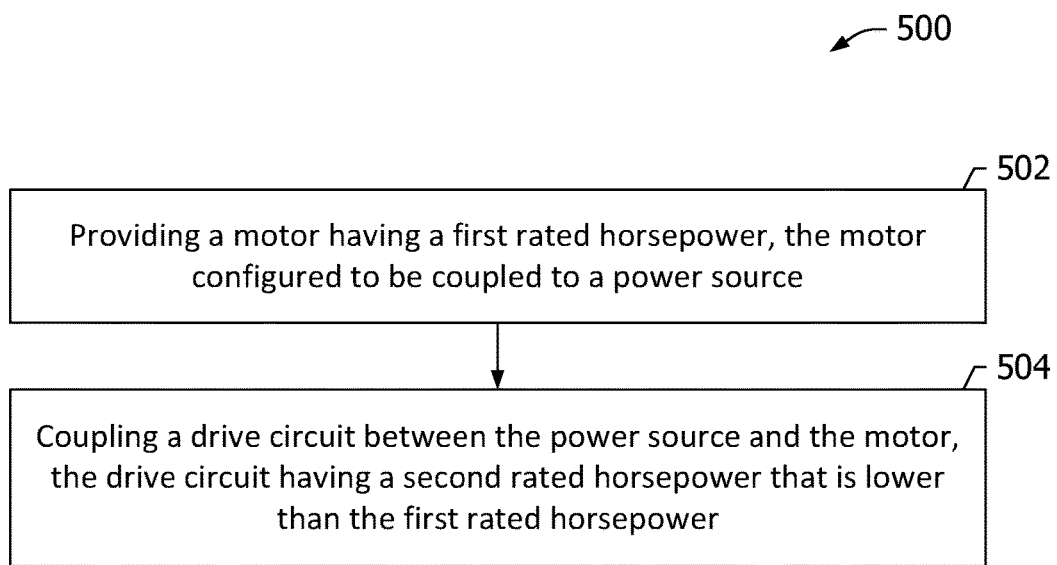 500
502
Providing a motor having a first rated horsepower, the motor
configured to be coupled to a power source
504
Coupling a drive circuit between the power source and the motor,
the drive circuit having a second rated horsepower that is lower
than the first rated horsepower